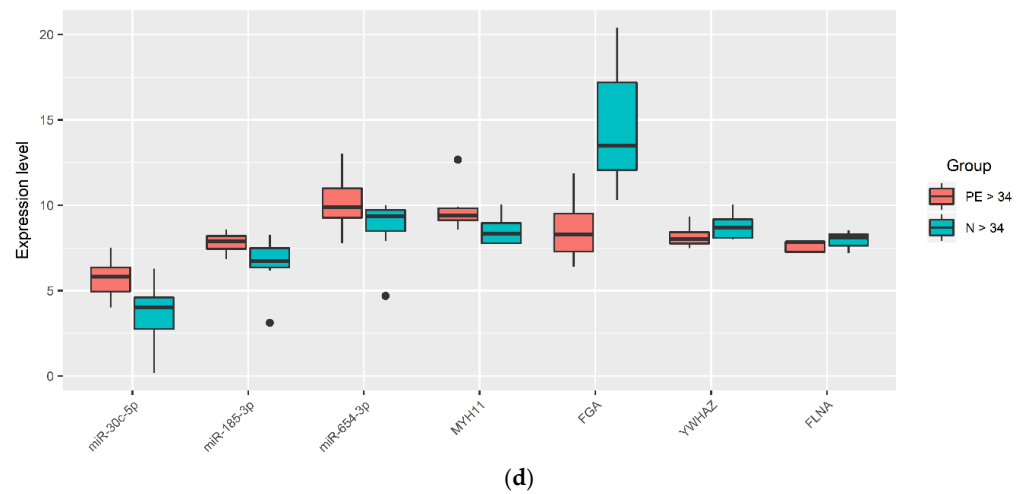 Expression level
20
15
10
5
0
miR-30c-5p
miR-185-3p
miR-654-3p
MYH11
FGA
YWHAZ
FLNA
Group
PE > 34
N > 34
(d)